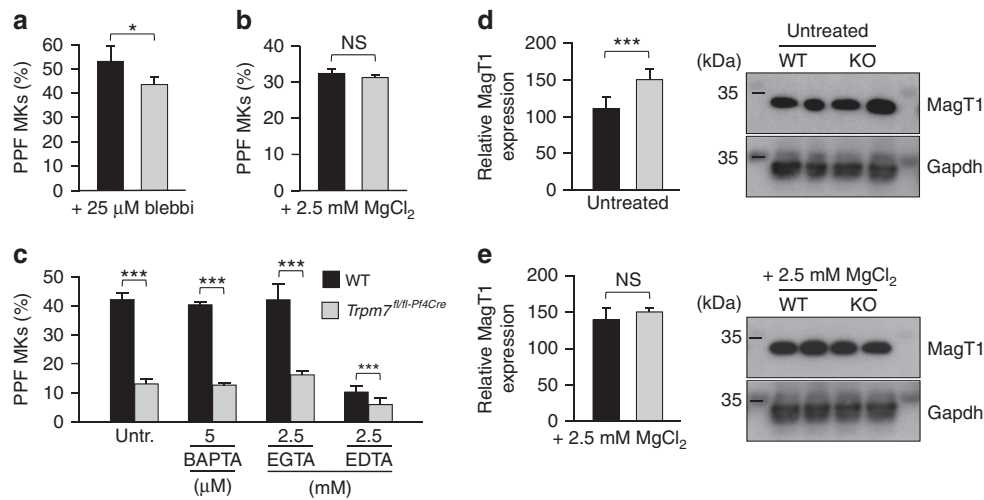 a
*
PPF MKs (%)
60
50
40
30
20
10
0
+ 25 μM blebbi
b
NS
PPF MKs (%)
50
40
30
20
10
0
+ 2.5 mM MgCl2
c
PPF MKs (%)
50
40
30
20
10
0
***
***
***
***
WT
Trpm7fl/fl-Pf4Cre
Untr.
5
2.5
2.5
BAPTA
EGTA
EDTA
(μM)
(mM)
d
Relative MagT1
expression
200
150
100
50
0
***
Untreated
Untreated
(kDa)
WT
KO
35
MagT1
35
Gapdh
e
Relative MagT1
expression
200
150
100
50
0
NS
+ 2.5 mM MgCl2
+ 2.5 mM MgCl2
(kDa)
WT
KO
35
MagT1
35
Gapdh